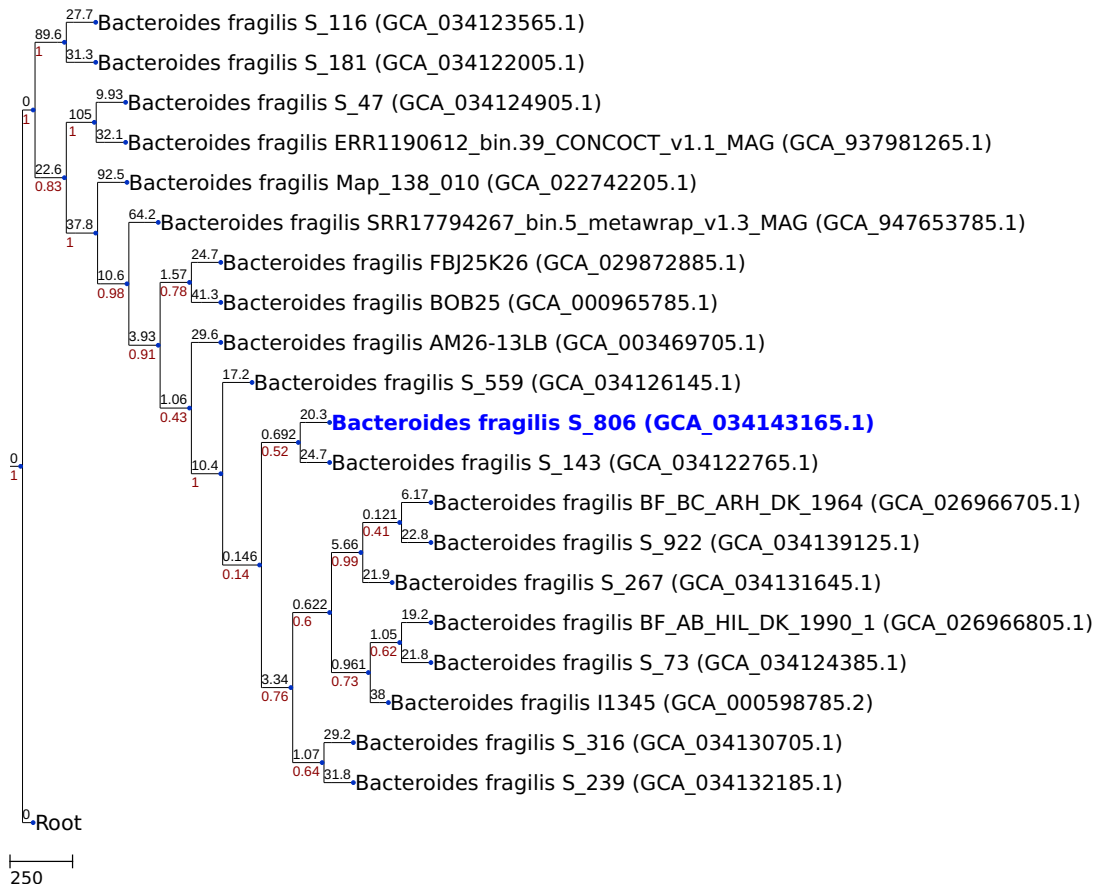 27.7 Bacteroides fragilis S_116 (GCA_034123565.1)
89.6
1
31.3 Bacteroides fragilis S_181 (GCA_034122005.1)
9.93 Bacteroides fragilis S_47 (GCA_034124905.1)
0
1
105
1
32.1 Bacteroides fragilis ERR1190612_bin.39_CONCOCT_v1.1_MAG (GCA_937981265.1)
22.6
0.83
92.5 Bacteroides fragilis Map_138_010 (GCA_022742205.1)
64.2 Bacteroides fragilis SRR17794267_bin.5_metawrap_v1.3_MAG (GCA_947653785.1)
37.8
1
24.7 Bacteroides fragilis FBJ25K26 (GCA_029872885.1)
10.6
0.98
1.57
0.78
41.3 Bacteroides fragilis BOB25 (GCA_000965785.1)
29.6 Bacteroides fragilis AM26-13LB (GCA_003469705.1)
3.93
0.91
17.2 Bacteroides fragilis S_559 (GCA_034126145.1)
1.06
0.43
20.3 Bacteroides fragilis S_806 (GCA_034143165.1)
0.692
0.52
24.7 Bacteroides fragilis S_143 (GCA_034122765.1)
0
1
10.4
1
6.17 Bacteroides fragilis BF_BC_ARH_DK_1964 (GCA_026966705.1)
0.121
0.41
22.8 Bacteroides fragilis S_922 (GCA_034139125.1)
5.66
0.99
0.146
0.14
21.9 Bacteroides fragilis S_267 (GCA_034131645.1)
0.622
0.6
19.2 Bacteroides fragilis BF_AB_HIL_DK_1990_1 (GCA_026966805.1)
1.05
0.62
21.8 Bacteroides fragilis S_73 (GCA_034124385.1)
0.961
0.73
3.34
0.76
38 Bacteroides fragilis I1345 (GCA_000598785.2)
29.2 Bacteroides fragilis S_316 (GCA_034130705.1)
1.07
0.64
31.8 Bacteroides fragilis S_239 (GCA_034132185.1)
0 Root
250